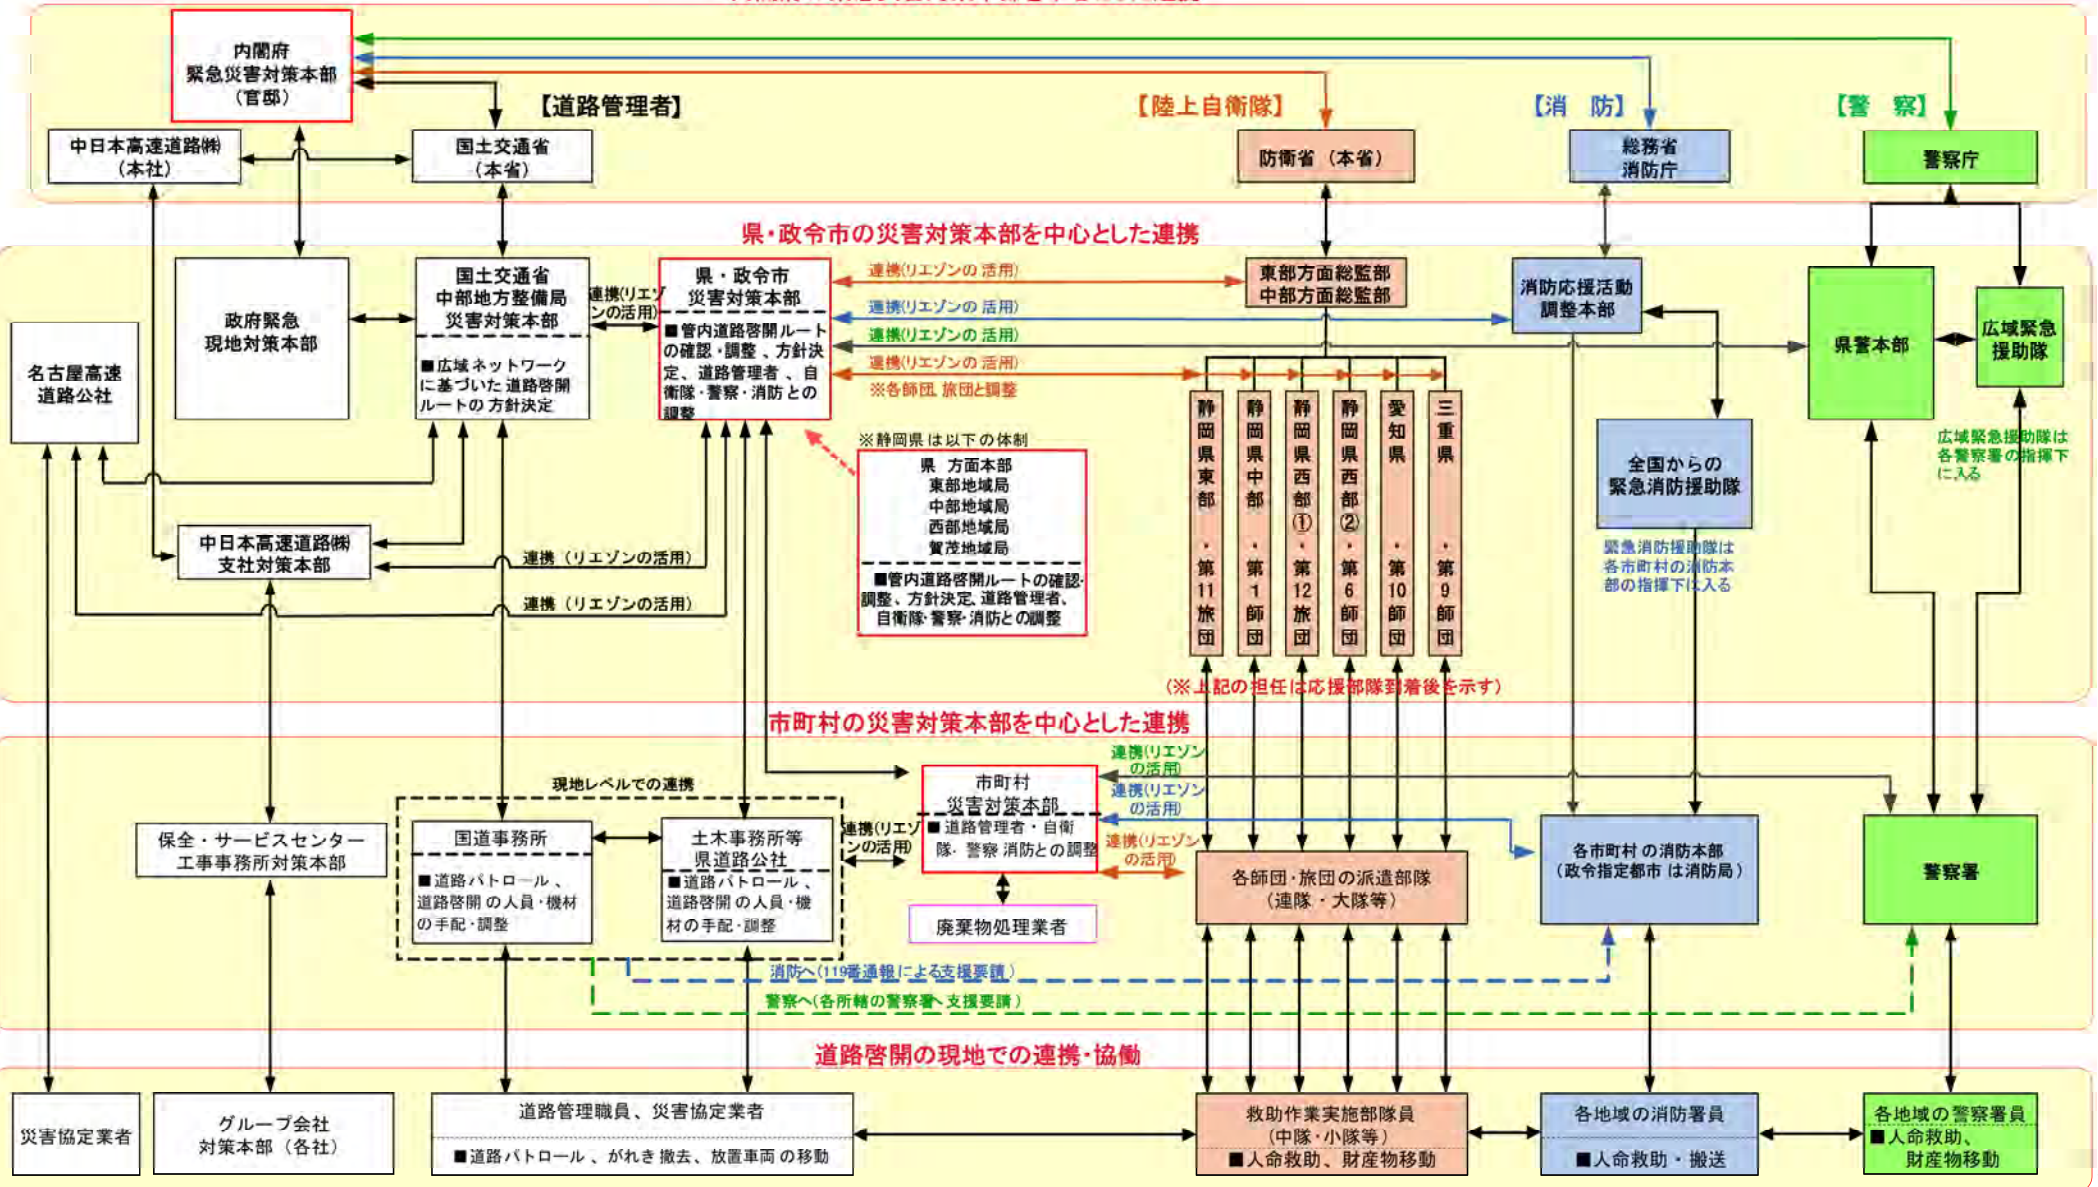 内閣府
緊急災害対策本部
（官邸）
【道路管理者】
【陸上自衛隊】
【消　防】
【警　察】
中日本高速道路㈱
（本社）
国土交通省
（本省）
防衛省（本省）
総務省
消防庁
警察庁
県・政令市の災害対策本部を中心とした連携
名古屋高速
道路公社
政府緊急
現地対策本部
国土交通省
中部地方整備局
災害対策本部
■広域ネットワーク
に基づいた道路啓開
ルートの方針決定
連携(リエゾ
ンの活用)
県・政令市
災害対策本部
■管内道路啓開ルート
の確認・調整、方針決
定、道路管理者、自
衛隊・警察・消防との
調整
連携(リエゾンの活用)
連携(リエゾンの活用)
連携(リエゾンの活用)
連携(リエゾンの活用)
※各師団、旅団と調整
東部方面総監部
中部方面総監部
消防応援活動
調整本部
県警本部
広域緊急
援助隊
広域緊急援助隊は
各警察署の指揮下
に入る
※静岡県は以下の体制
県 方面本部
東部地域局
中部地域局
西部地域局
賀茂地域局
■管内道路啓開ルートの確認・
調整、方針決定、道路管理者、
自衛隊・警察・消防との調整
静岡県東部・第11旅団
静岡県中部・第1師団
静岡県西部①・第12旅団
静岡県西部②・第6師団
愛知県・第10師団
三重県・第9師団
全国からの
緊急消防援助隊
緊急消防援助隊は
各市町村の消防本
部の指揮下に入る
中日本高速道路㈱
支社対策本部
連携（リエゾンの活用）
連携（リエゾンの活用）
(※上記の担任は応援部隊到着後を示す)
市町村の災害対策本部を中心とした連携
現地レベルでの連携
保全・サービスセンター
工事事務所対策本部
国道事務所
■道路パトロール、
道路啓開の人員・機材
の手配・調整
土木事務所等
県道路公社
■道路パトロール、
道路啓開の人員・機
材の手配・調整
連携(リエゾ
ンの活用)
市町村
災害対策本部
■道路管理者・自衛
隊・警察消防との調整
廃棄物処理業者
連携(リエゾン
の活用)
連携(リエゾン
の活用)
連携(リエゾン
の活用)
各師団・旅団の派遣部隊
（連隊・大隊等）
各市町村の消防本部
（政令指定都市は消防局）
警察署
消防へ(119番通報による支援要請)
警察へ(各所轄の警察署へ支援要請)
道路啓開の現地での連携・協働
災害協定業者
グループ会社
対策本部（各社）
道路管理職員、災害協定業者
■道路パトロール、がれき撤去、放置車両の移動
救助作業実施部隊員
（中隊・小隊等）
■人命救助、財産物移動
各地域の消防署員
■人命救助・搬送
各地域の警察署員
■人命救助、
財産物移動